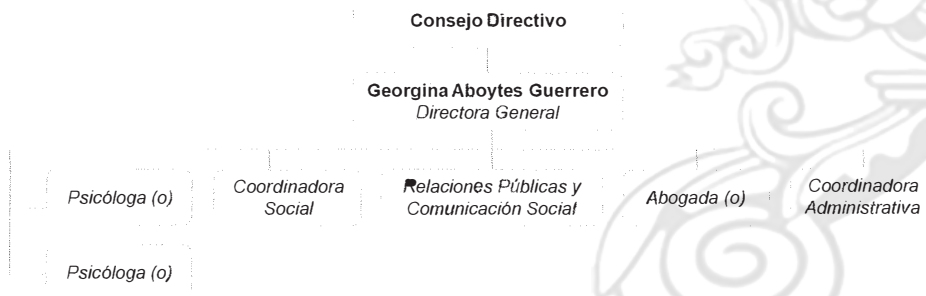 Consejo Directivo
Georgina Aboytes Guerrero
Directora General
Psicóloga (o)
Coordinadora
Social
Relaciones Públicas y
Comunicación Social
Abogada (o)
Coordinadora
Administrativa
Psicóloga (o)